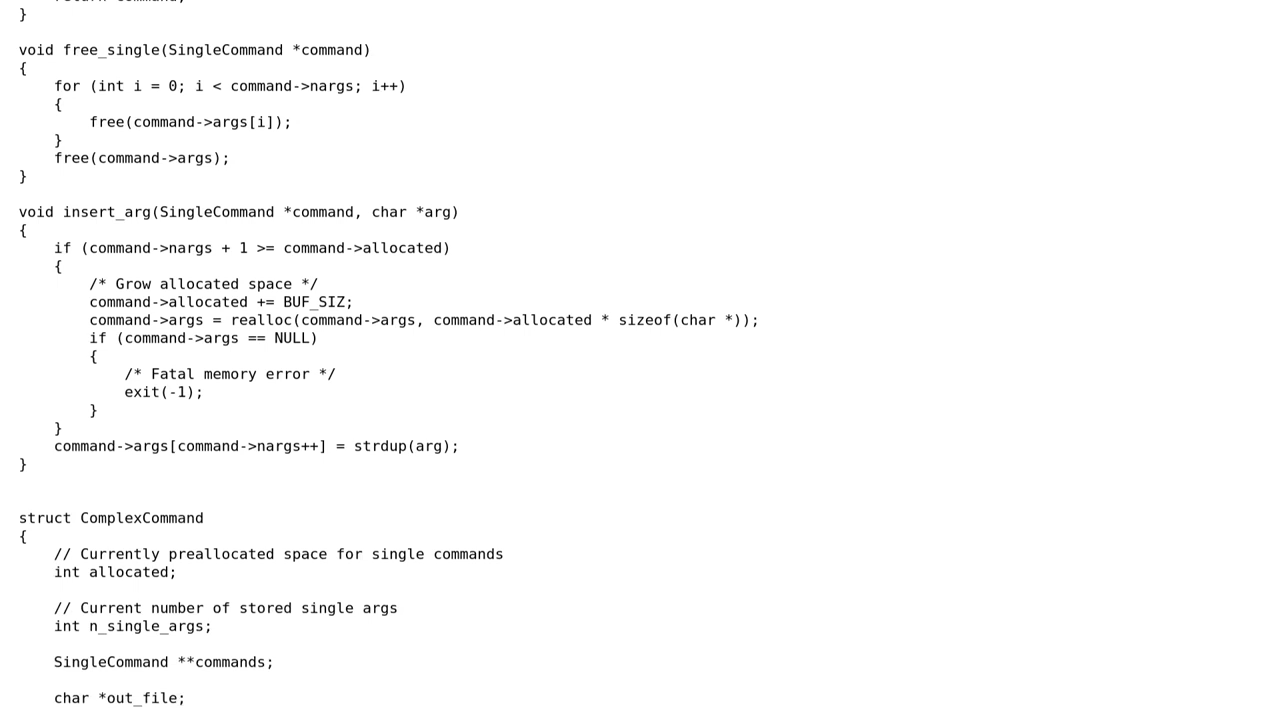 }

void free_single(SingleCommand *command)
{
    for (int i = 0; i < command->nargs; i++)
    {
        free(command->args[i]);
    }
    free(command->args);
}

void insert_arg(SingleCommand *command, char *arg)
{
    if (command->nargs + 1 >= command->allocated)
    {
        /* Grow allocated space */
        command->allocated += BUF_SIZ;
        command->args = realloc(command->args, command->allocated * sizeof(char *));
        if (command->args == NULL)
        {
            /* Fatal memory error */
            exit(-1);
        }
    }
    command->args[command->nargs++] = strdup(arg);
}


struct ComplexCommand
{
    // Currently preallocated space for single commands
    int allocated;

    // Current number of stored single args
    int n_single_args;

    SingleCommand **commands;

    char *out_file;